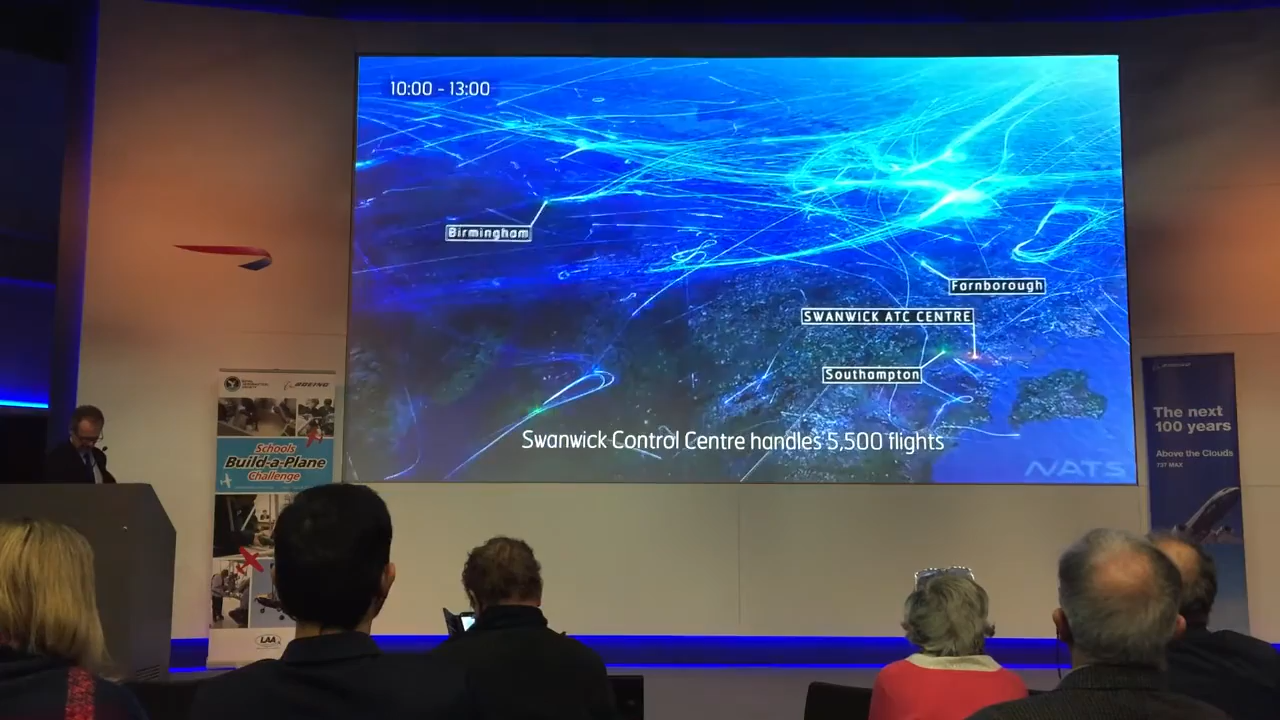 10:00 - 13:00
Birmingham
Farnborough
SWANWICK ATC CENTRE
Southampton
Swanwick Control Centre handles 5,500 flights
NATS
BOEING
Schools
Build-a-Plane
Challenge
LAA
BOEING
The next
100 years
Above the Clouds
737 MAX